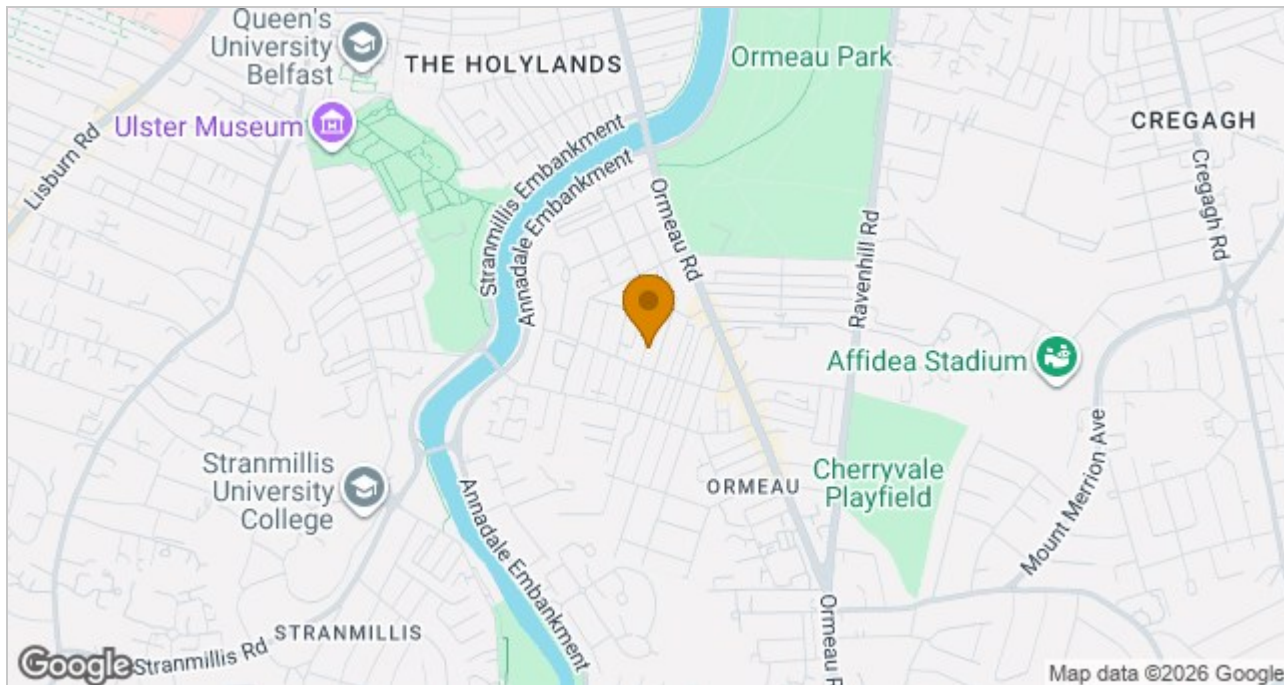 Queen's
University
Belfast
THE HOLYLANDS
Ormeau Park
Ulster Museum
CREGAGH
Lisburn Rd
Stranmillis Embankment
Annadale Embankment
Ormeau Rd
Cregagh Rd
Ravenhill Rd
Affidea Stadium
Stranmillis
University
College
ORMEAU
Cherryvale
Playfield
Mount Merrion Ave
Annadale Embankment
STRANMILLIS
Stranmillis Rd
Ormeau R
Google
Map data ©2026 Google